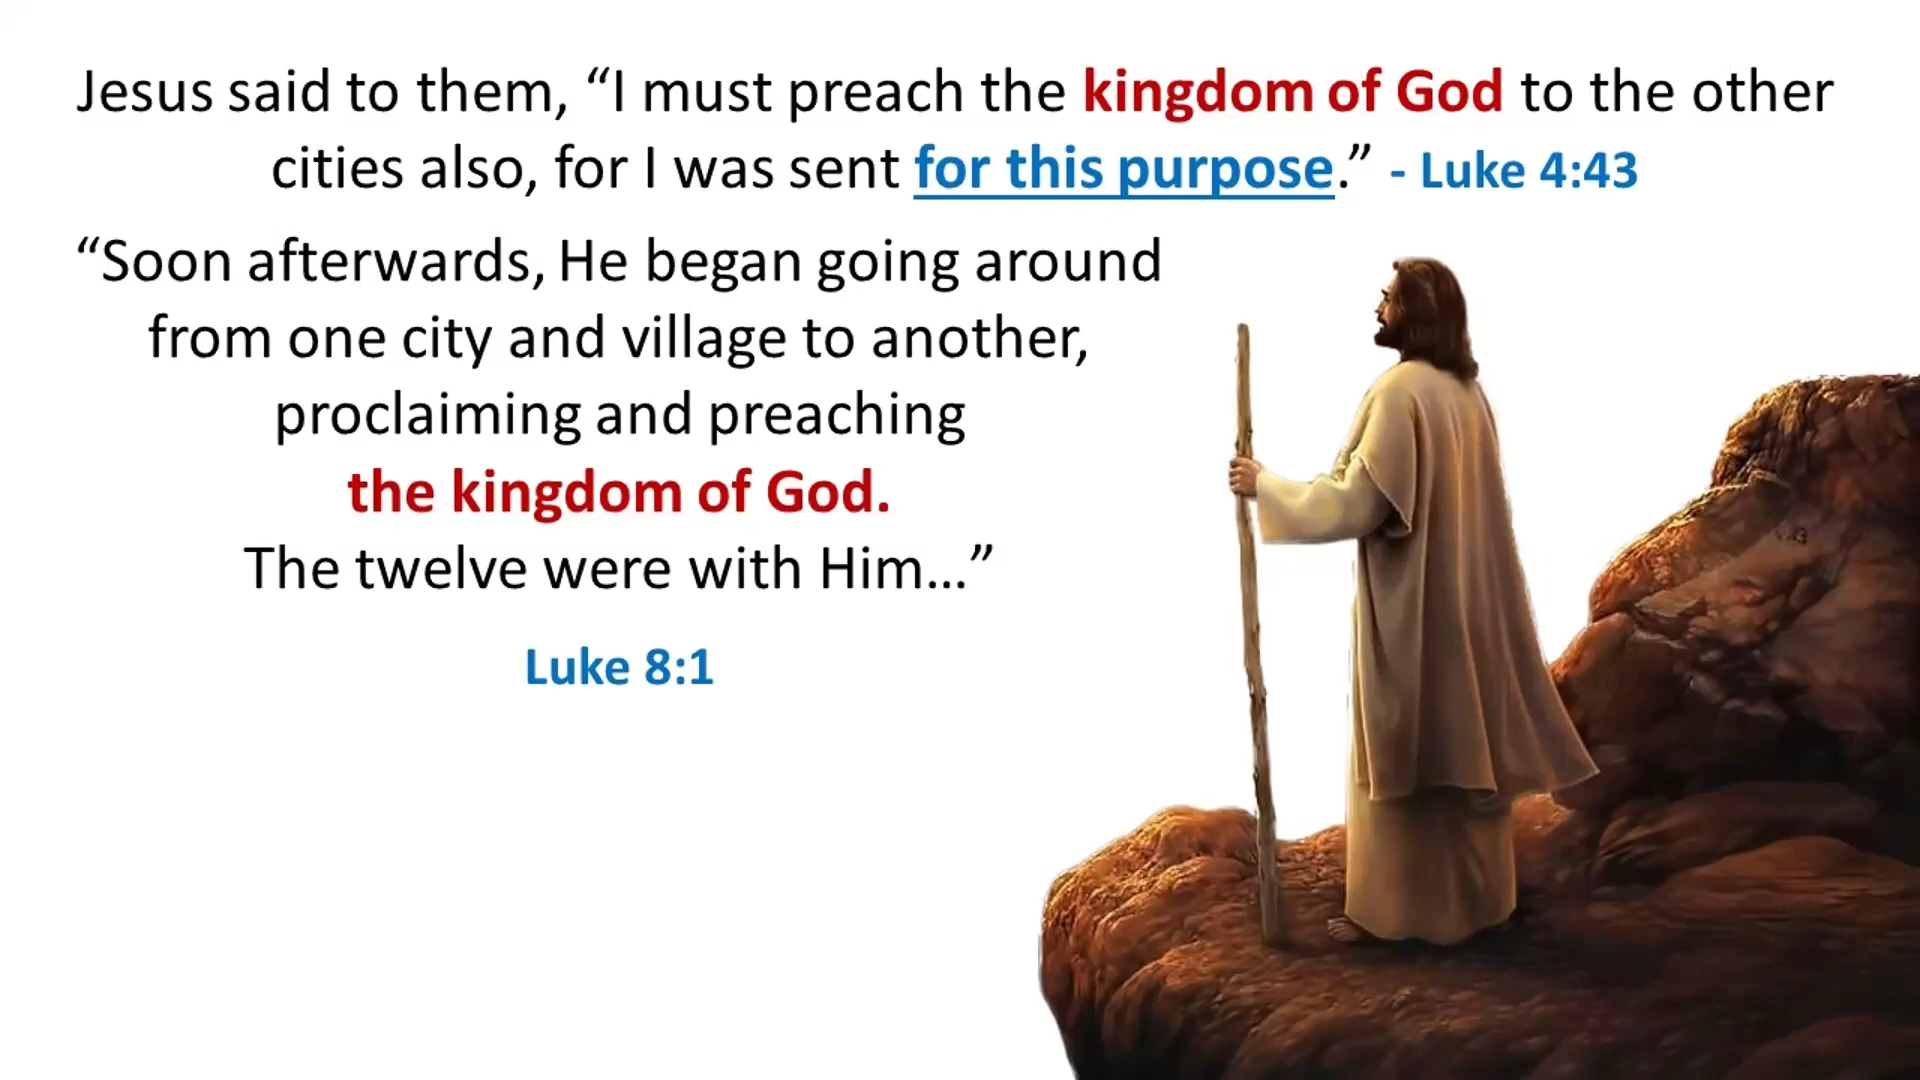 Jesus said to them, “I must preach the kingdom of God to the other
cities also, for I was sent for this purpose.” - Luke 4:43
“Soon afterwards, He began going around
from one city and village to another,
proclaiming and preaching
the kingdom of God.
The twelve were with Him...”
Luke 8:1